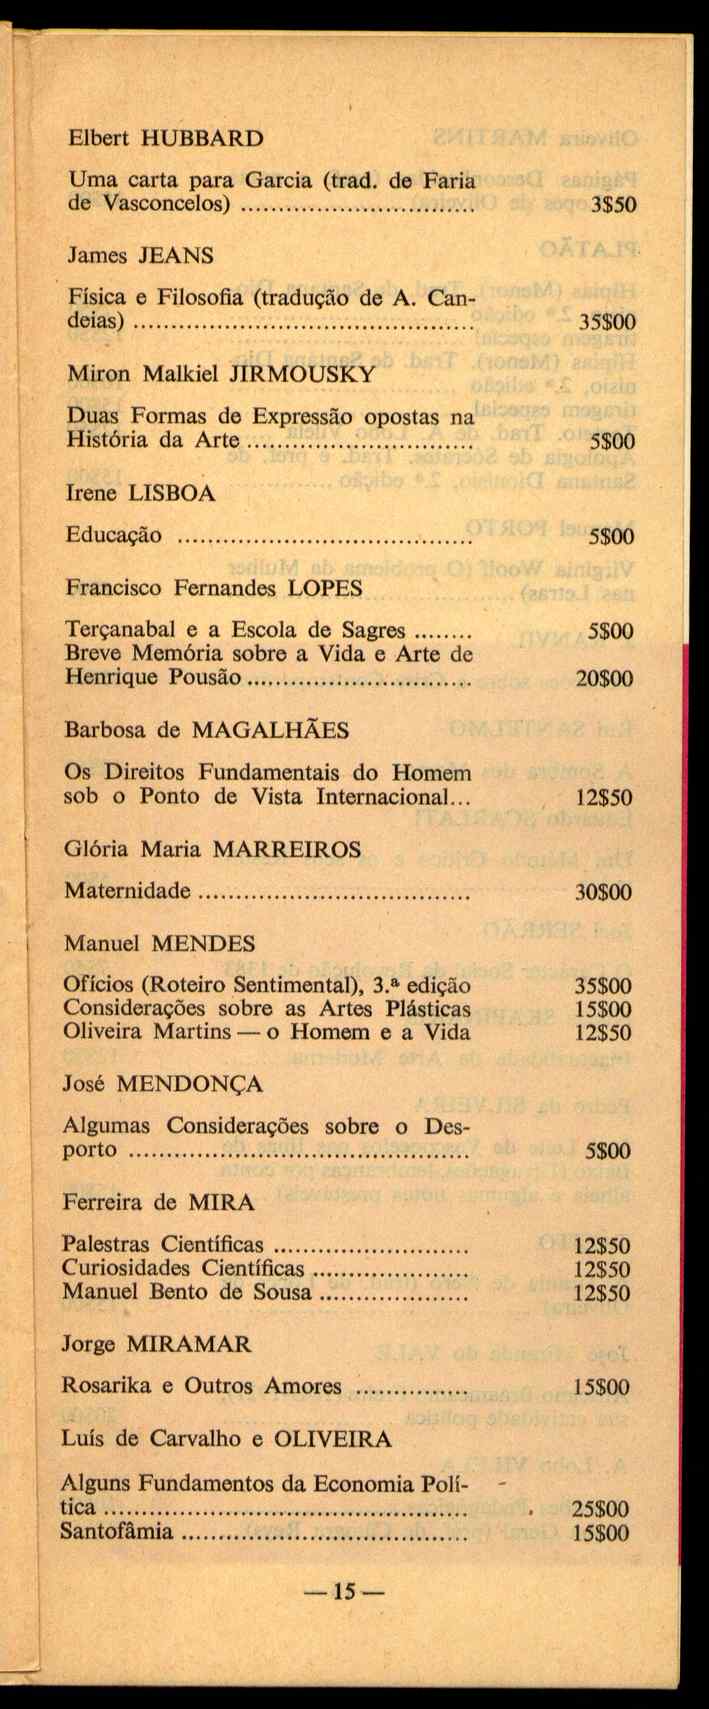 Elbert HUBBARD
Uma carta para Garcia (trad. de Faria
de Vasconcelos) .............................. 3$50
James JEANS
Física e Filosofia (tradução de A. Can-
deias) ............................................ 35$00
Miron Malkiel JIRMOUSKY
Duas Formas de Expressão opostas na
História da Arte ............................. 5$00
Irene LISBOA
Educação ...................................... 5$00
Francisco Fernandes LOPES
Terçanabal e a Escola de Sagres ........ 5$00
Breve Memória sobre a Vida e Arte de
Henrique Pousão ............................. 20$00
Barbosa de MAGALHÃES
Os Direitos Fundamentais do Homem
sob o Ponto de Vista Internacional... 12$50
Glória Maria MARREIROS
Maternidade ................................... 30$00
Manuel MENDES
Ofícios (Roteiro Sentimental), 3.ª edição 35$00
Considerações sobre as Artes Plásticas 15$00
Oliveira Martins — o Homem e a Vida 12$50
José MENDONÇA
Algumas Considerações sobre o Des-
porto ............................................ 5$00
Ferreira de MIRA
Palestras Científicas ......................... 12$50
Curiosidades Científicas .................... 12$50
Manuel Bento de Sousa ................... 12$50
Jorge MIRAMAR
Rosarika e Outros Amores ............... 15$00
Luís de Carvalho e OLIVEIRA
Alguns Fundamentos da Economia Polí-
tica ............................................... 25$00
Santofâmia ..................................... 15$00
— 15 —